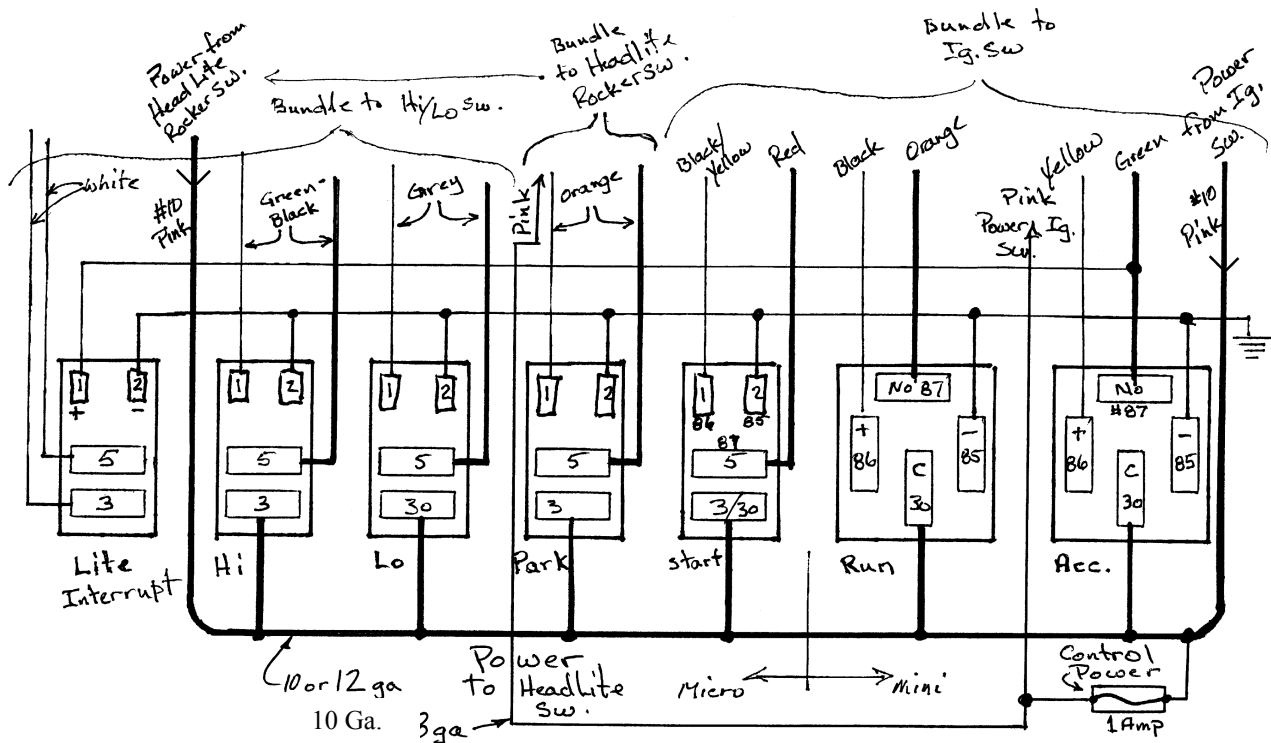 Power from
Head Lite
Rocker Sw.
Bundle to Hi/Lo Sw.
Bundle
to Headlite
Rocker Sw.
Bundle to
Ig. Sw
White
#10
Pink
Green-
Black
Grey
Pink
Orange
Black/
Yellow
Red
Black
Orange
Pink
Power Ig.
Sw.
Yellow
Green
Power
from Ig.
Sw.
#10
Pink
1
2
+
-
5
3
Lite
Interrupt
1
2
5
3
Hi
1
2
5
30
Lo
1
2
5
3
Park
1
2
86
85
87
5
3/30
Start
No 87
+
86
-
85
C
30
Run
No
#87
+
86
-
85
C
30
Acc.
10 or 12 ga
10 Ga.
Power
to Headlite
Sw.
3ga
Micro
Mini
Control
Power
1 Amp